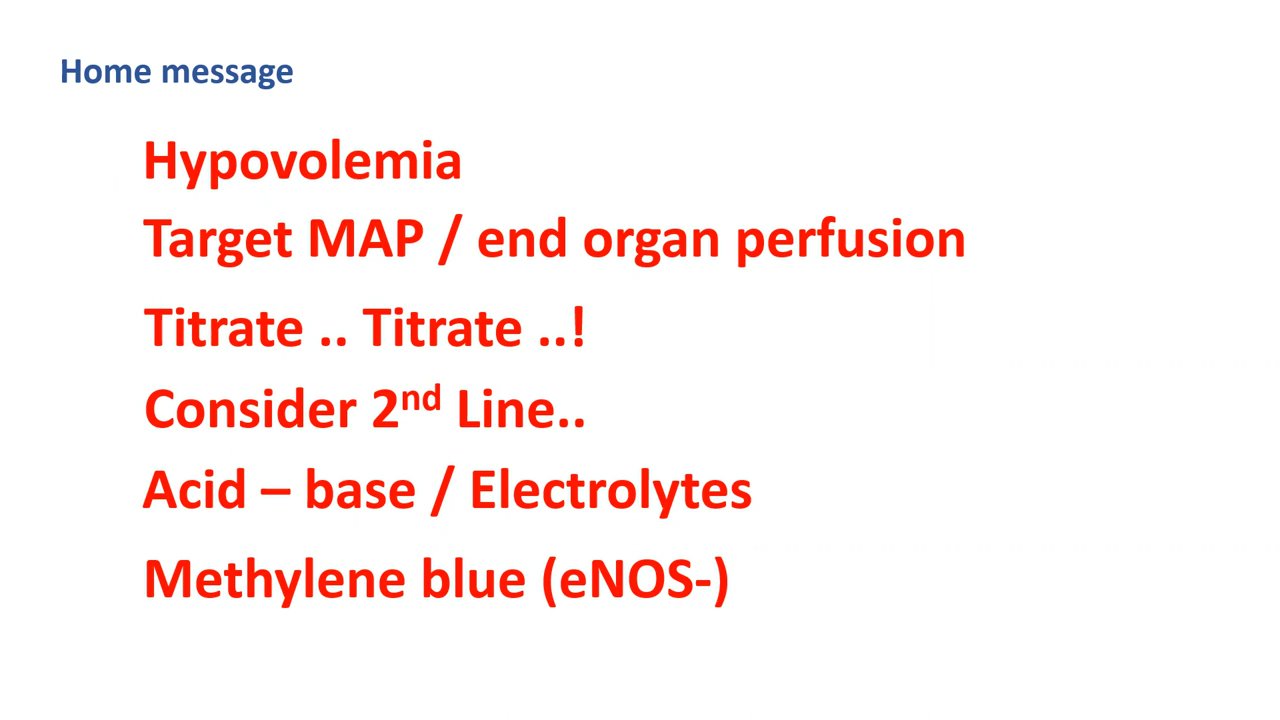 Home message
Hypovolemia
Target MAP / end organ perfusion
Titrate .. Titrate ..!
Consider 2nd Line..
Acid – base / Electrolytes
Methylene blue (eNOS-)